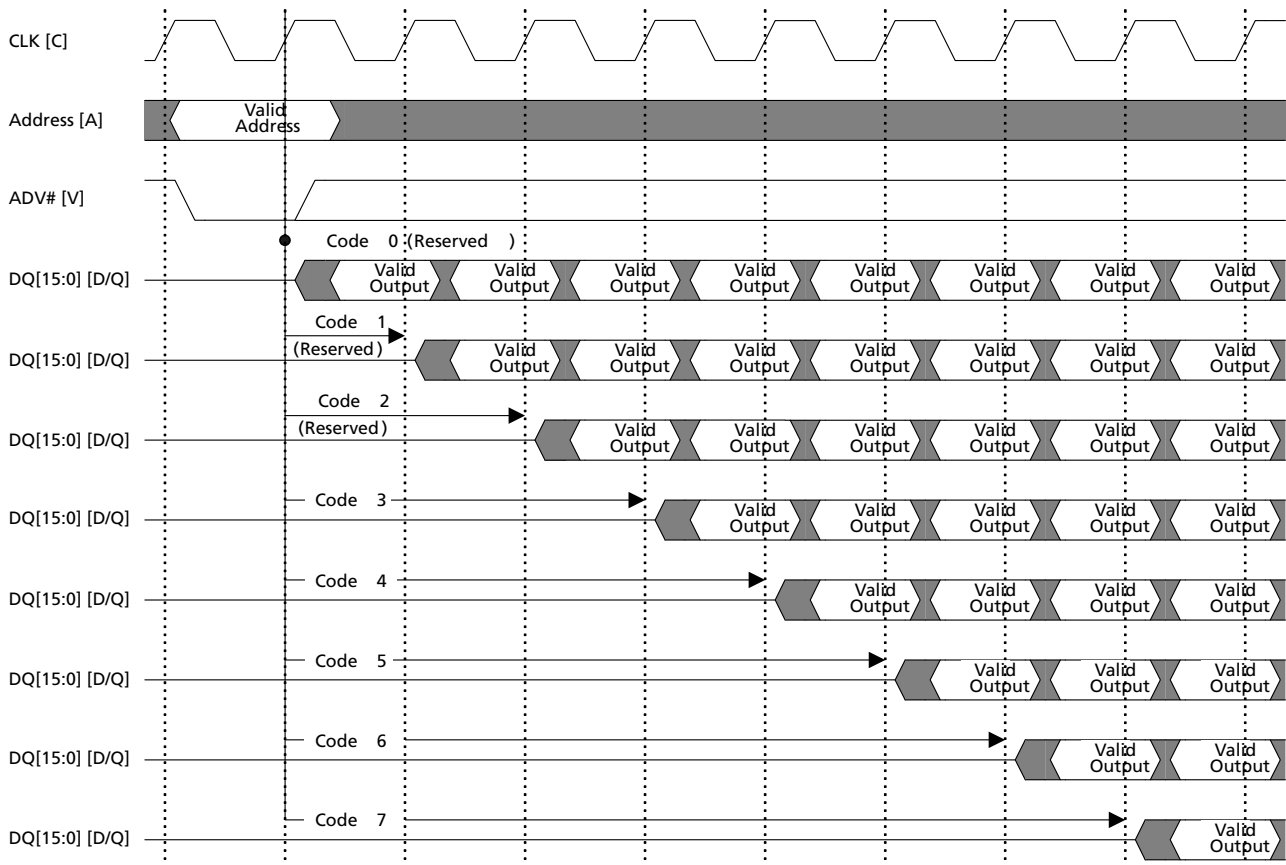 CLK [C]
Valid
Address [A]
Address
ADV# [V]
Code 0 (Reserved )
Valid Valid Valid Valid Valid Valid Valid Valid
DQ[15:0] [D/Q]
Output Output Output Output Output Output Output Output
Code 1
(Reserved)
Valid Valid Valid Valid Valid Valid Valid
DQ[15:0] [D/Q]
Output Output Output Output Output Output Output
Code 2
(Reserved)
Valid Valid Valid Valid Valid Valid
DQ[15:0] [D/Q]
Output Output Output Output Output Output
Code 3
Valid Valid Valid Valid Valid
DQ[15:0] [D/Q]
Output Output Output Output Output
Code 4
Valid Valid Valid Valid
DQ[15:0] [D/Q]
Output Output Output Output
Code 5
Valid Valid Valid
DQ[15:0] [D/Q]
Output Output Output
Code 6
Valid Valid
DQ[15:0] [D/Q]
Output Output
Code 7
Valid
DQ[15:0] [D/Q]
Output